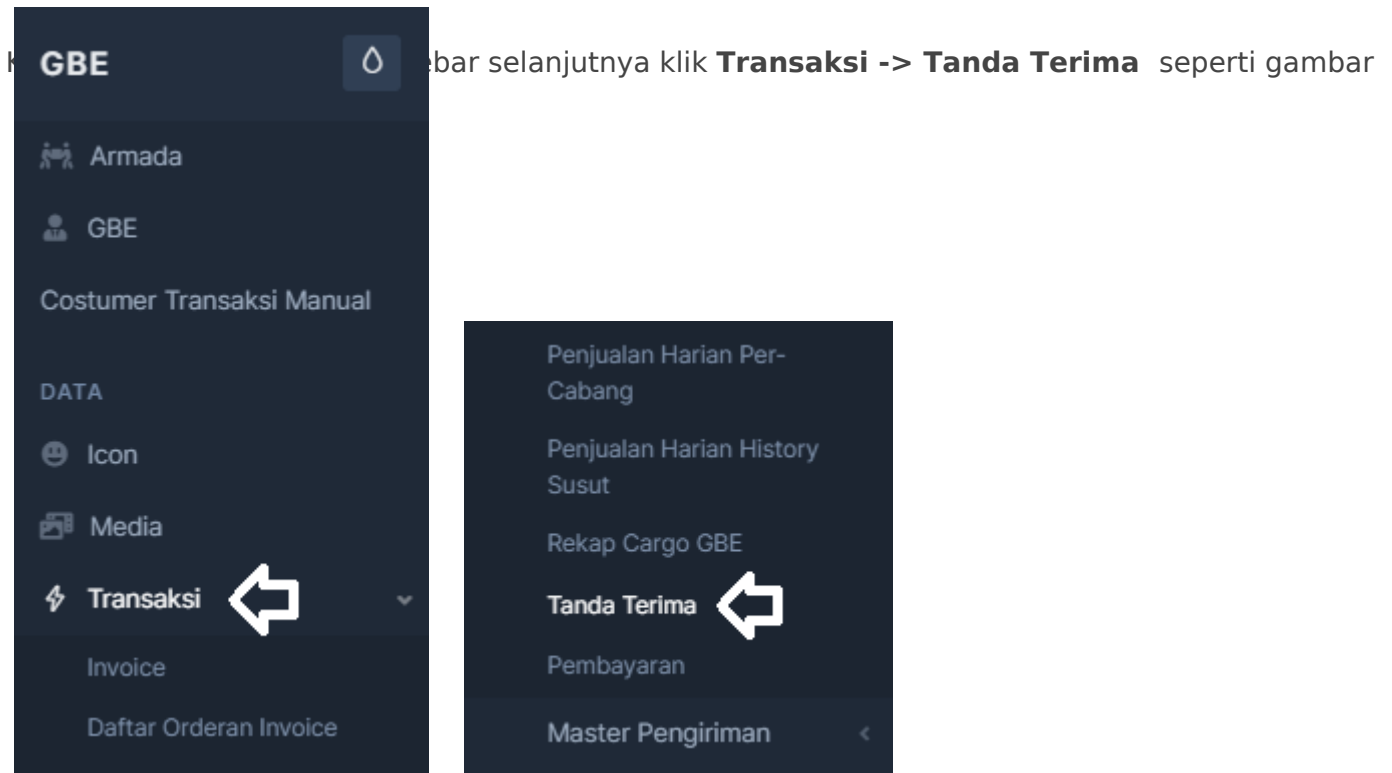 selanjutnya klik Transaksi -> Tanda Terima seperti gambar
GBE
Armada
GBE
Costumer Transaksi Manual
DATA
Icon
Media
Transaksi
Invoice
Daftar Orderan Invoice
Penjualan Harian Per-
Cabang
Penjualan Harian History
Susut
Rekap Cargo GBE
Tanda Terima
Pembayaran
Master Pengiriman